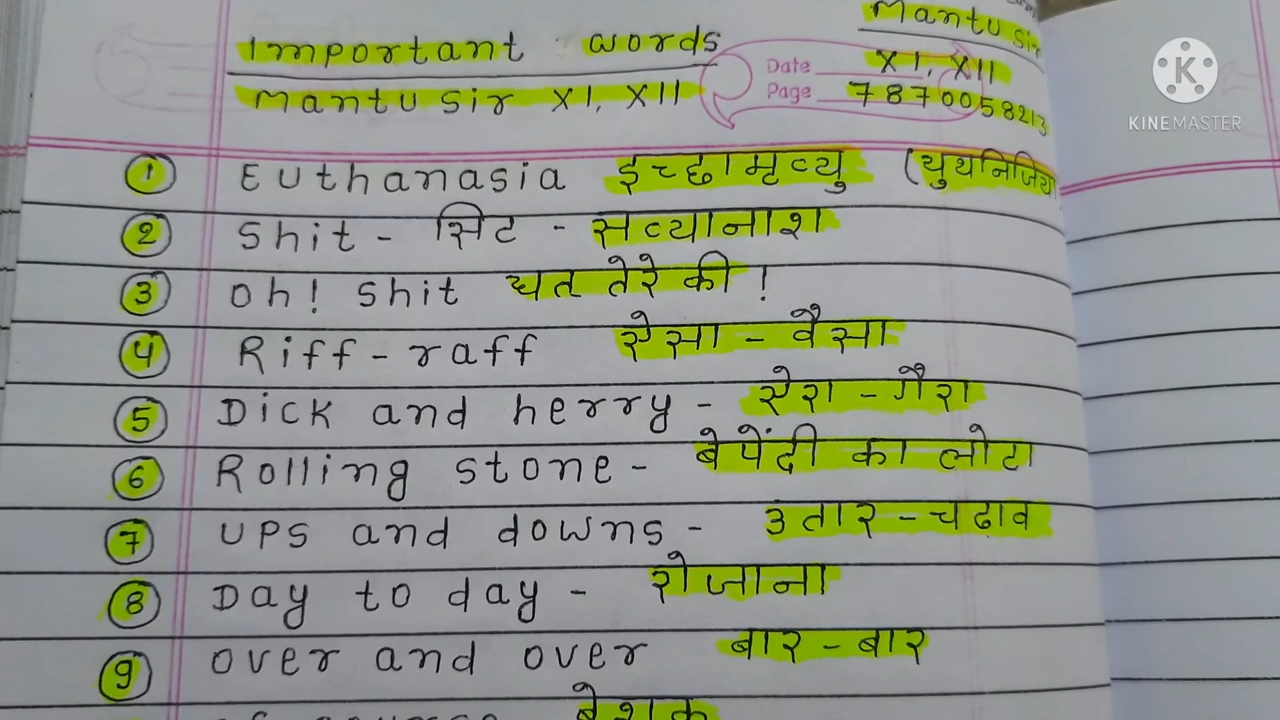 Important words
Mantu Sir XI, XII
Mantu Sir
Date XI, XII
Page 7870058213
K
KINEMASTER
① Euthanasia इच्छामृत्यु (युथनिजिया
② Shit - सिट - सत्यानाश
③ Oh! Shit धत तेरे की !
④ Riff-raff ऐसा - वैसा
⑤ Dick and herry - ऐरा - गैरा
⑥ Rolling stone - बेपेंदी का लोटा
⑦ UPS and downs - उतार - चढ़ाव
⑧ Day to day - रोजाना
⑨ Over and over बार - बार
बेशक